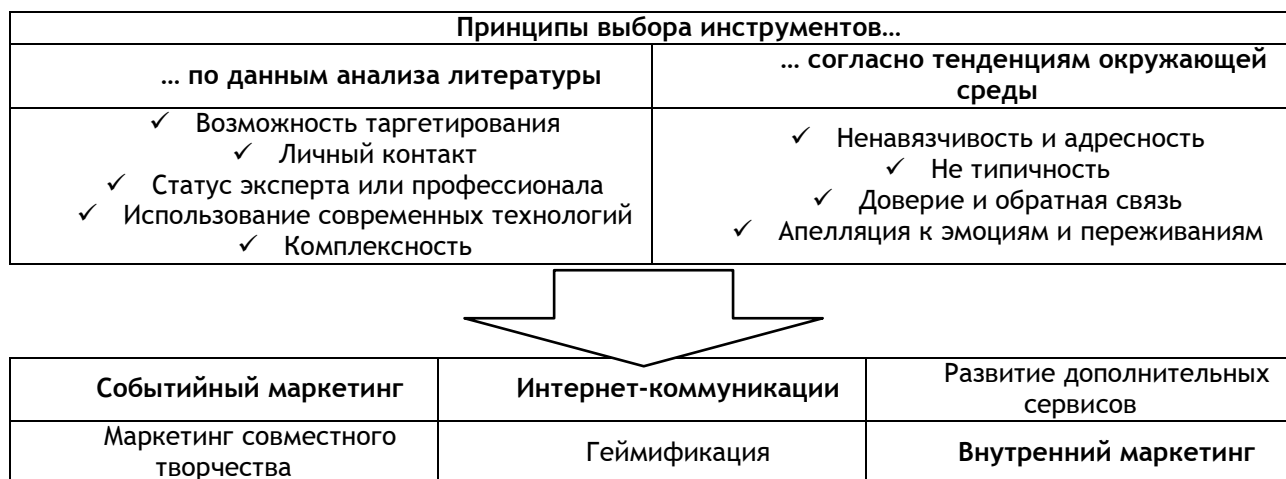 Принципы выбора инструментов…
… по данным анализа литературы
… согласно тенденциям окружающей
среды
✓ Возможность таргетирования
✓ Личный контакт
✓ Статус эксперта или профессионала
✓ Использование современных технологий
✓ Комплексность
✓ Ненавязчивость и адресность
✓ Не типичность
✓ Доверие и обратная связь
✓ Апелляция к эмоциям и переживаниям
Событийный маркетинг
Интернет-коммуникации
Развитие дополнительных
сервисов
Маркетинг совместного
творчества
Геймификация
Внутренний маркетинг